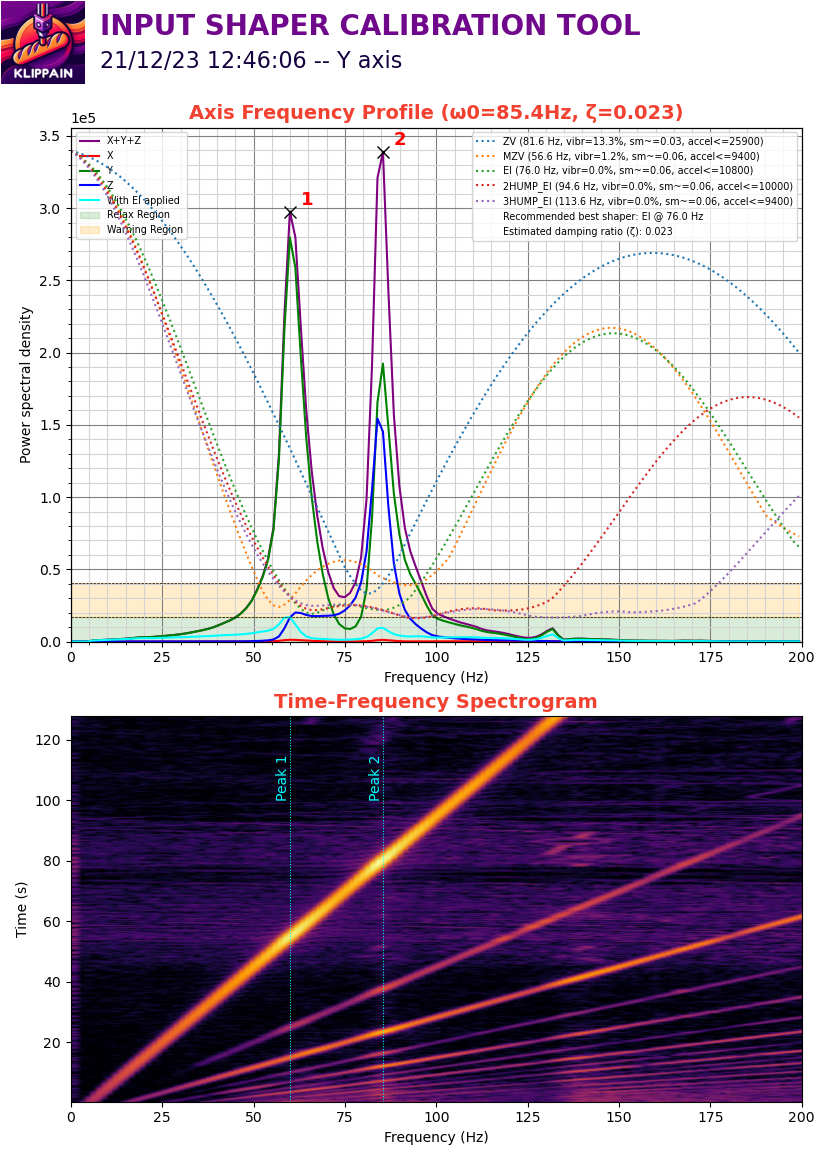 INPUT SHAPER CALIBRATION TOOL
21/12/23 12:46:06 -- Y axis
KLIPPAIN
Axis Frequency Profile (ω0=85.4Hz, ζ=0.023)
1e5
3.5
3.0
2.5
2.0
1.5
1.0
0.5
0.0
Power spectral density
X+Y+Z
X
Y
Z
With EI applied
Relax Region
Warning Region
1
2
ZV (81.6 Hz, vibr=13.3%, sm~=0.03, accel<=25900)
MZV (56.6 Hz, vibr=1.2%, sm~=0.06, accel<=9400)
EI (76.0 Hz, vibr=0.0%, sm~=0.06, accel<=10800)
2HUMP_EI (94.6 Hz, vibr=0.0%, sm~=0.06, accel<=10000)
3HUMP_EI (113.6 Hz, vibr=0.0%, sm~=0.06, accel<=9400)
Recommended best shaper: EI @ 76.0 Hz
Estimated damping ratio (ζ): 0.023
0 25 50 75 100 125 150 175 200
Frequency (Hz)
Time-Frequency Spectrogram
120
100
80
60
40
20
Time (s)
Peak 1
Peak 2
0 25 50 75 100 125 150 175 200
Frequency (Hz)